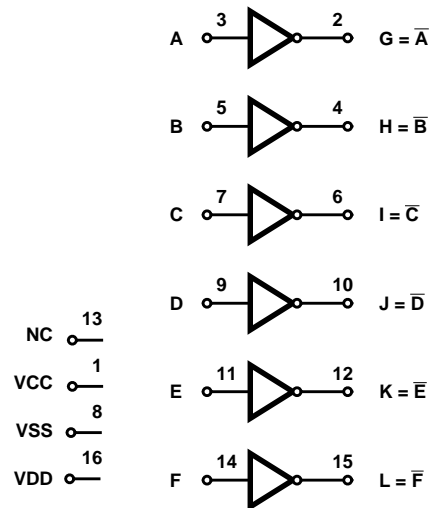 3 2
A G = A̅
5 4
B H = B̅
7 6
C I = C̅
9 10
D J = D̅
13
NC
1
VCC
11 12
E K = E̅
8
VSS
16
VDD
14 15
F L = F̅